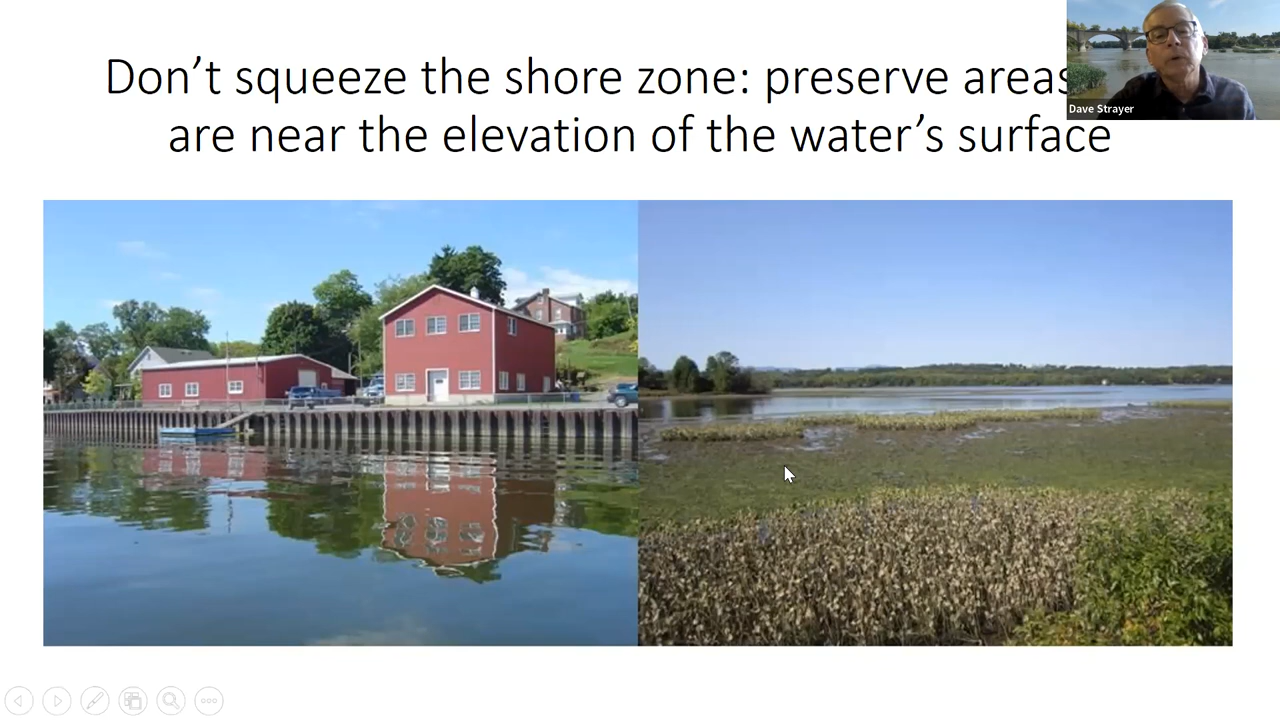 Don’t squeeze the shore zone: preserve areas
are near the elevation of the water’s surface
Dave Strayer